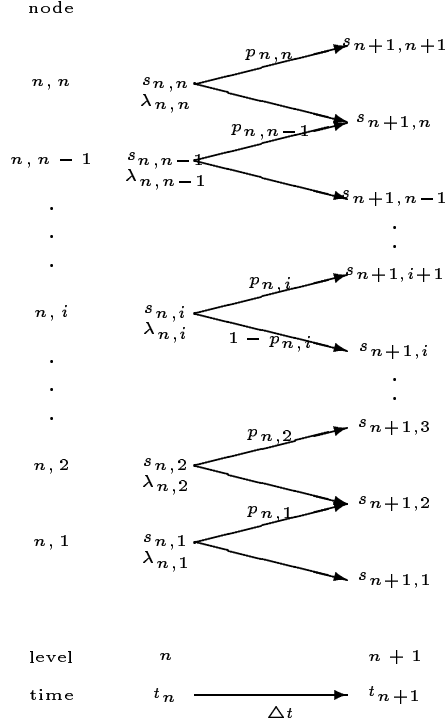 node
p_{n,n} s_{n+1,n+1}
n, n s_{n,n}
λ_{n,n}
p_{n,n−1} s_{n+1,n}
n, n − 1 s_{n,n−1}
λ_{n,n−1}
s_{n+1,n−1}
.
. .
. .
.
p_{n,i} s_{n+1,i+1}
n, i s_{n,i}
λ_{n,i}
1 − p_{n,i} s_{n+1,i}
.
. .
. .
p_{n,2} s_{n+1,3}
n, 2 s_{n,2}
λ_{n,2}
p_{n,1} s_{n+1,2}
n, 1 s_{n,1}
λ_{n,1}
s_{n+1,1}
level n n + 1
time t_n t_{n+1}
△t